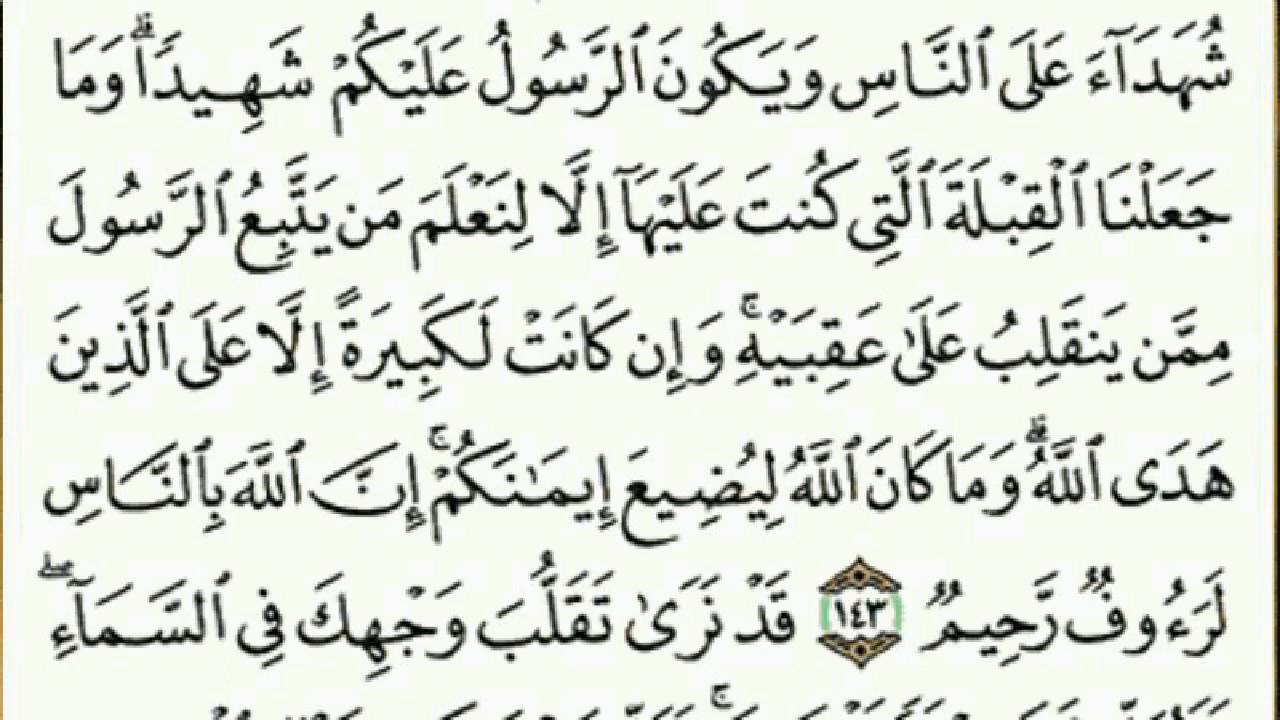 شُهَدَآءَ عَلَى ٱلنَّاسِ وَيَكُونَ ٱلرَّسُولُ عَلَيْكُمْ شَهِيدًاۗ وَمَا
جَعَلْنَا ٱلْقِبْلَةَ ٱلَّتِى كُنتَ عَلَيْهَآ إِلَّا لِنَعْلَمَ مَن يَتَّبِعُ ٱلرَّسُولَ
مِمَّن يَنقَلِبُ عَلَىٰ عَقِبَيْهِۚ وَإِن كَانَتْ لَكَبِيرَةً إِلَّا عَلَى ٱلَّذِينَ
هَدَى ٱللَّهُۗ وَمَا كَانَ ٱللَّهُ لِيُضِيعَ إِيمَـٰنَكُمْۚ إِنَّ ٱللَّهَ بِٱلنَّاسِ
لَرَءُوفٌ رَّحِيمٌ ١٤٣ قَدْ نَرَىٰ تَقَلُّبَ وَجْهِكَ فِى ٱلسَّمَآءِۖ